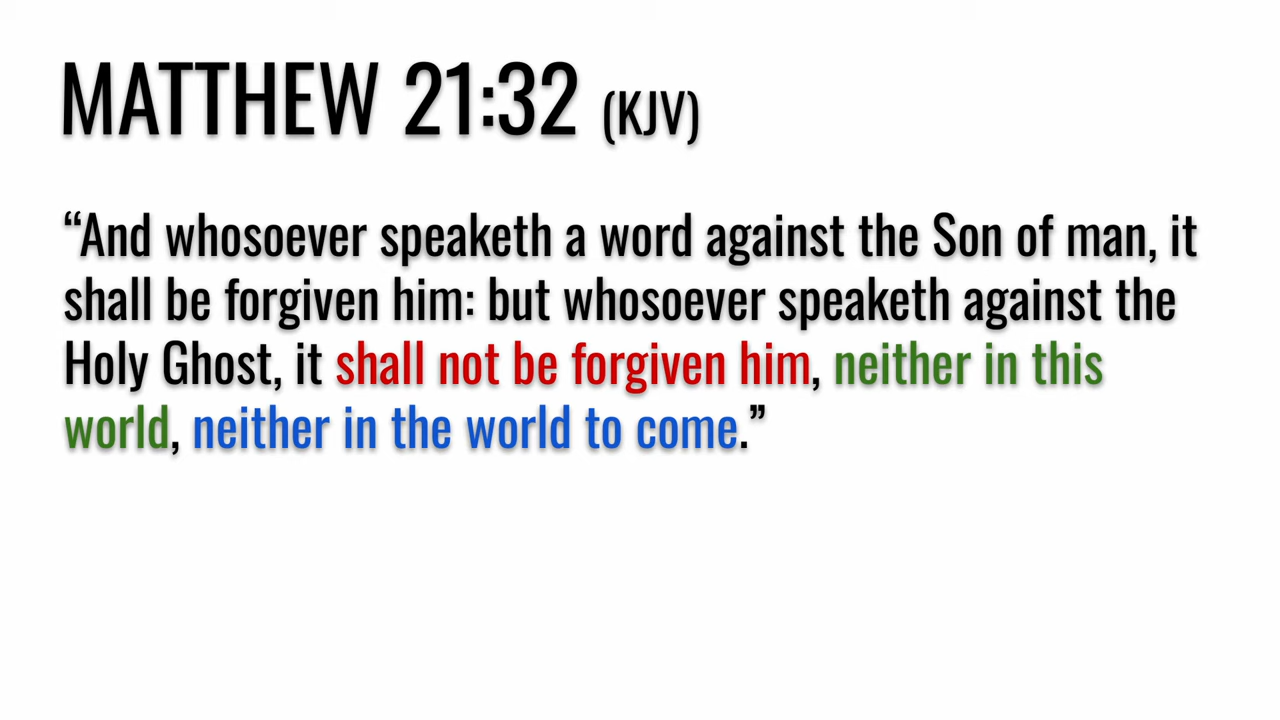 MATTHEW 21:32 (KJV)
“And whosoever speaketh a word against the Son of man, it
shall be forgiven him: but whosoever speaketh against the
Holy Ghost, it shall not be forgiven him, neither in this
world, neither in the world to come.”